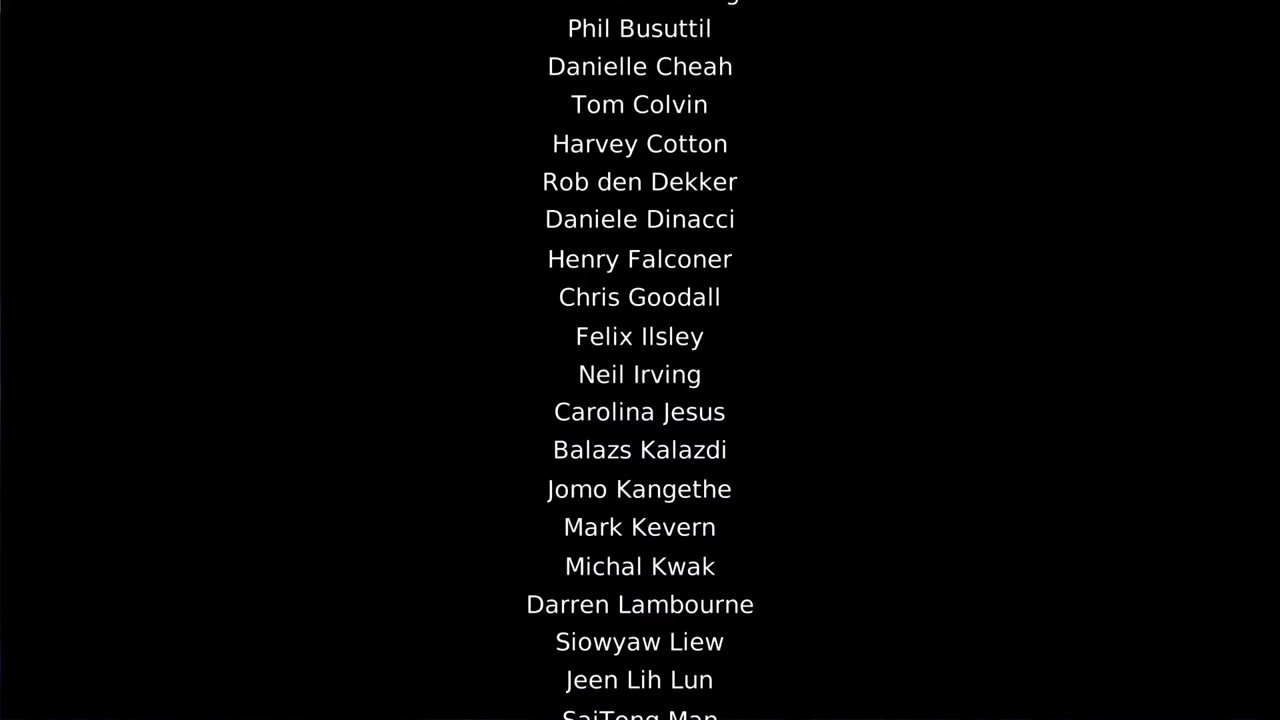 Phil Busuttil
Danielle Cheah
Tom Colvin
Harvey Cotton
Rob den Dekker
Daniele Dinacci
Henry Falconer
Chris Goodall
Felix Ilsley
Neil Irving
Carolina Jesus
Balazs Kalazdi
Jomo Kangethe
Mark Kevern
Michal Kwak
Darren Lambourne
Siowyaw Liew
Jeen Lih Lun
SaiTong Man